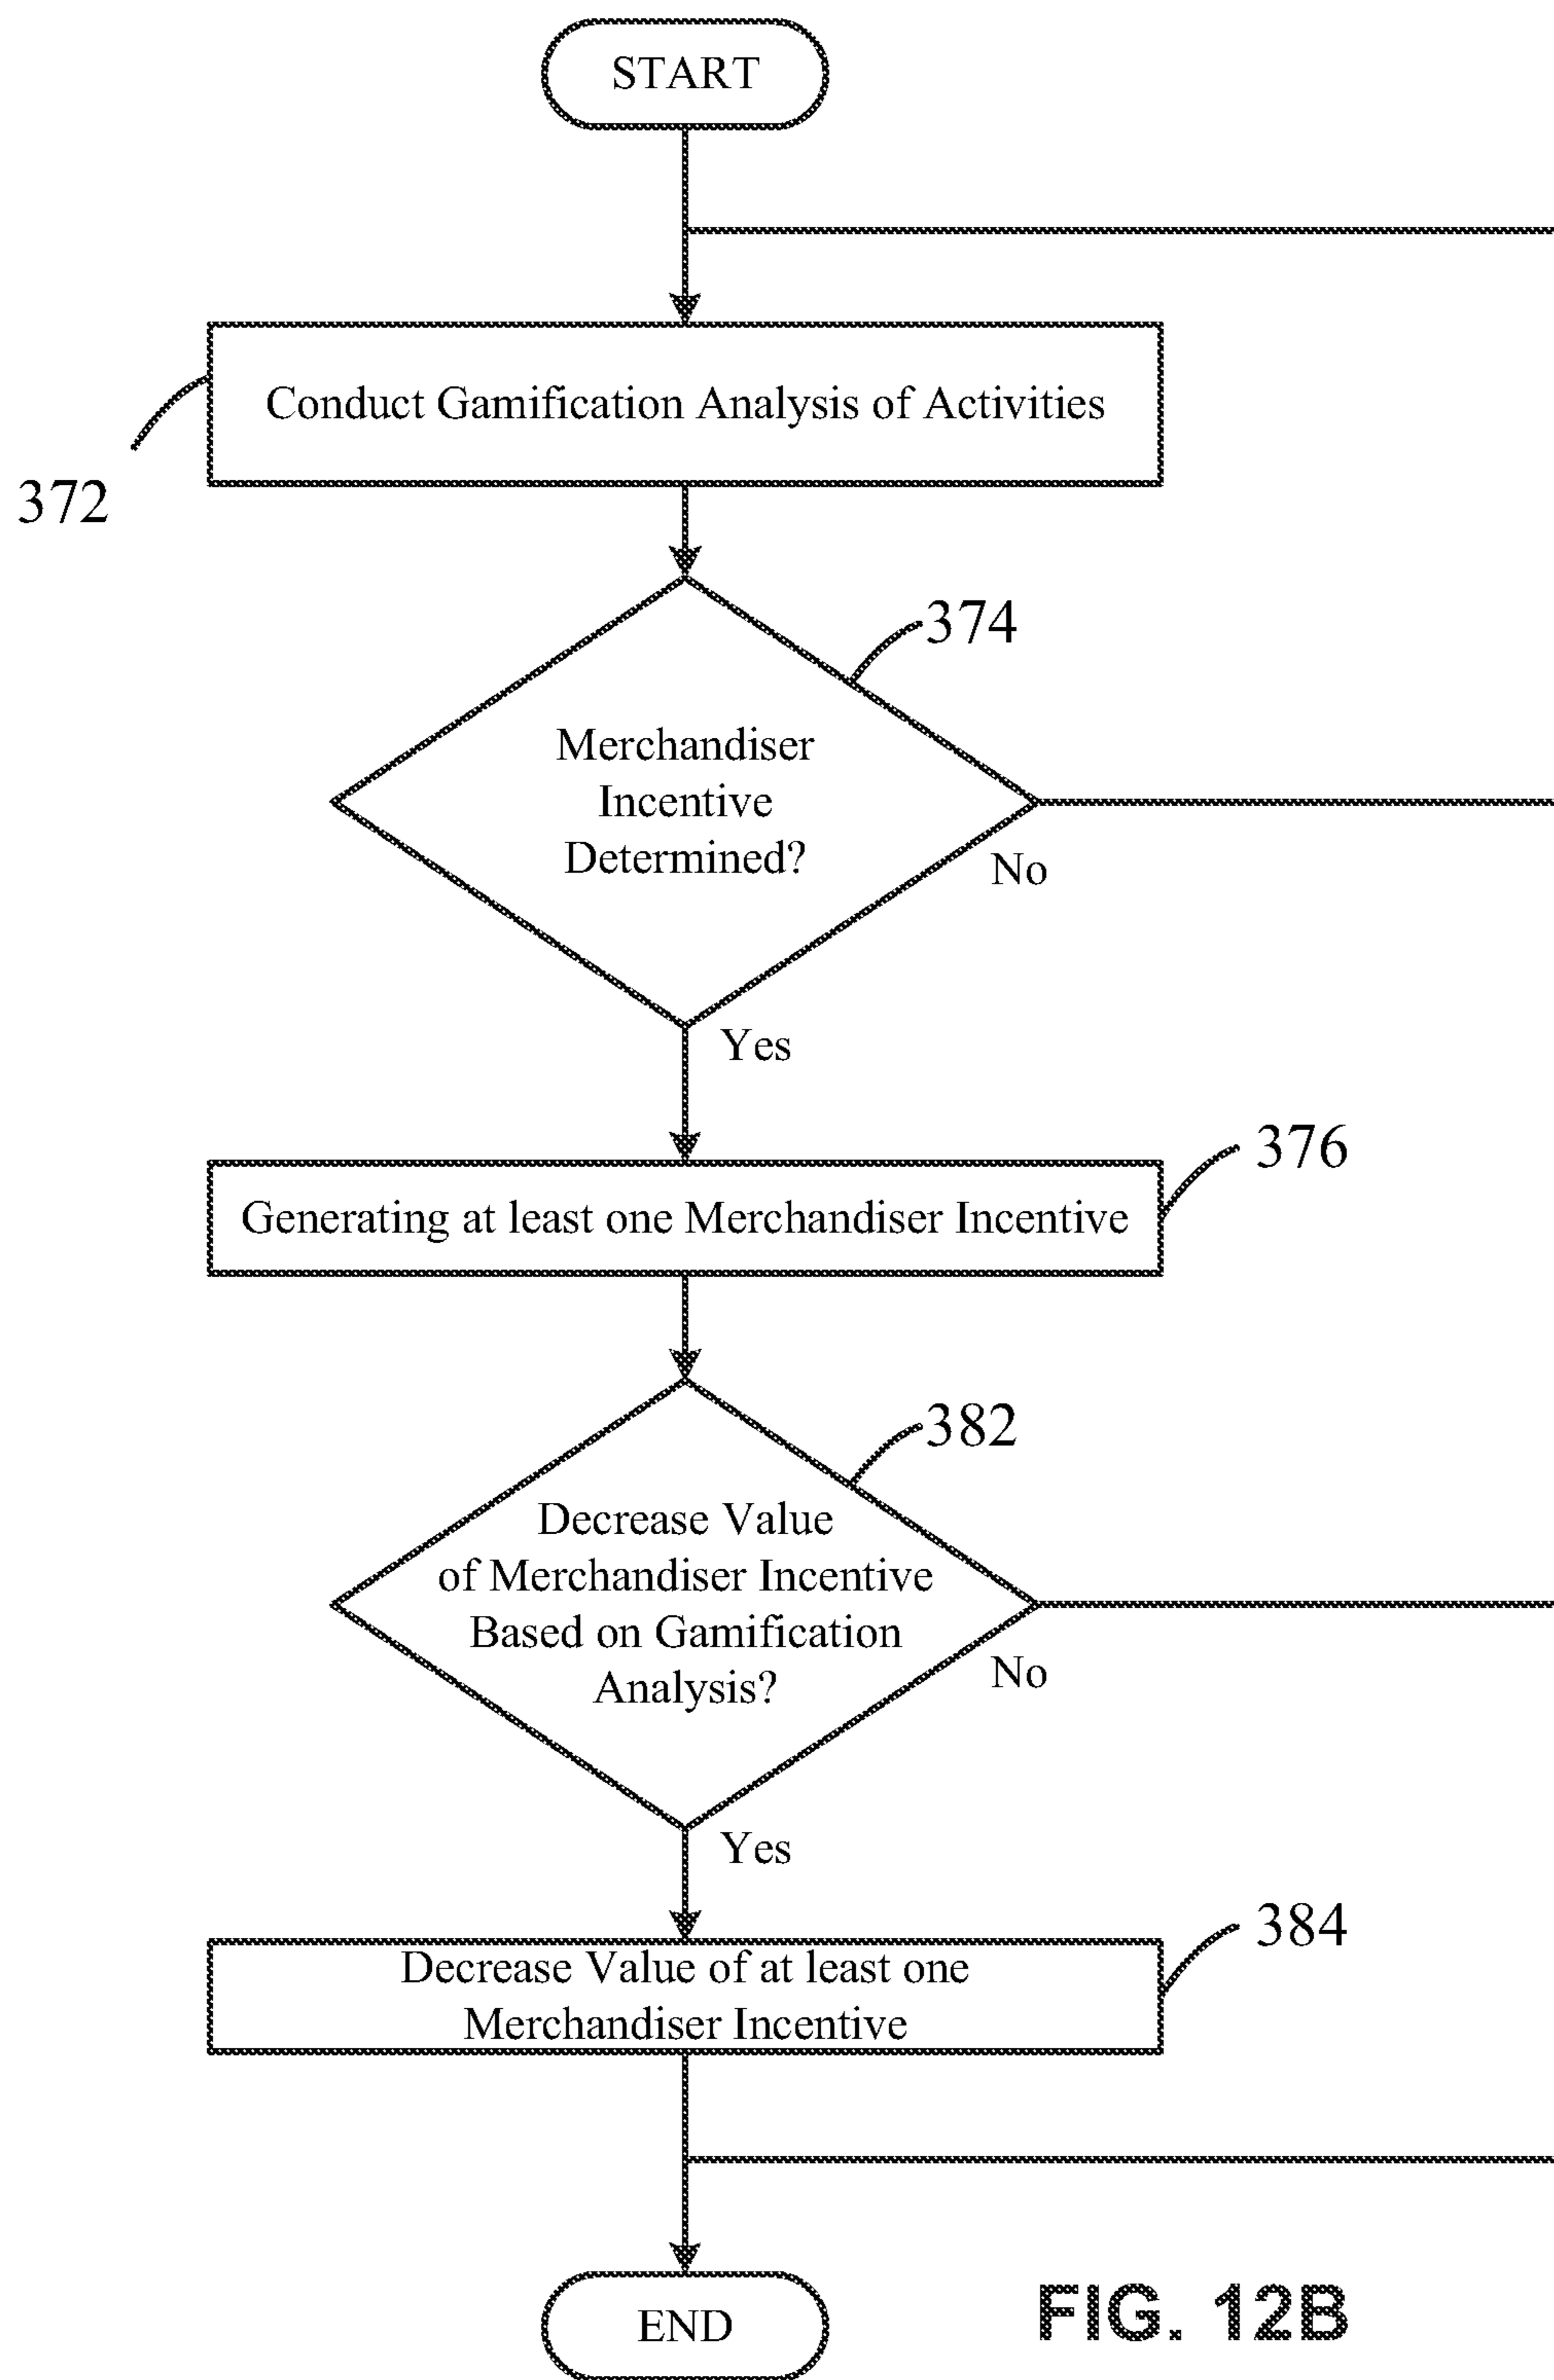 START
Conduct Gamification Analysis of Activities
372
374
Merchandiser
Incentive
Determined?
No
Yes
376
Generating at least one Merchandiser Incentive
382
Decrease Value
of Merchandiser Incentive
Based on Gamification
Analysis?
No
Yes
384
Decrease Value of at least one
Merchandiser Incentive
END
FIG. 12B